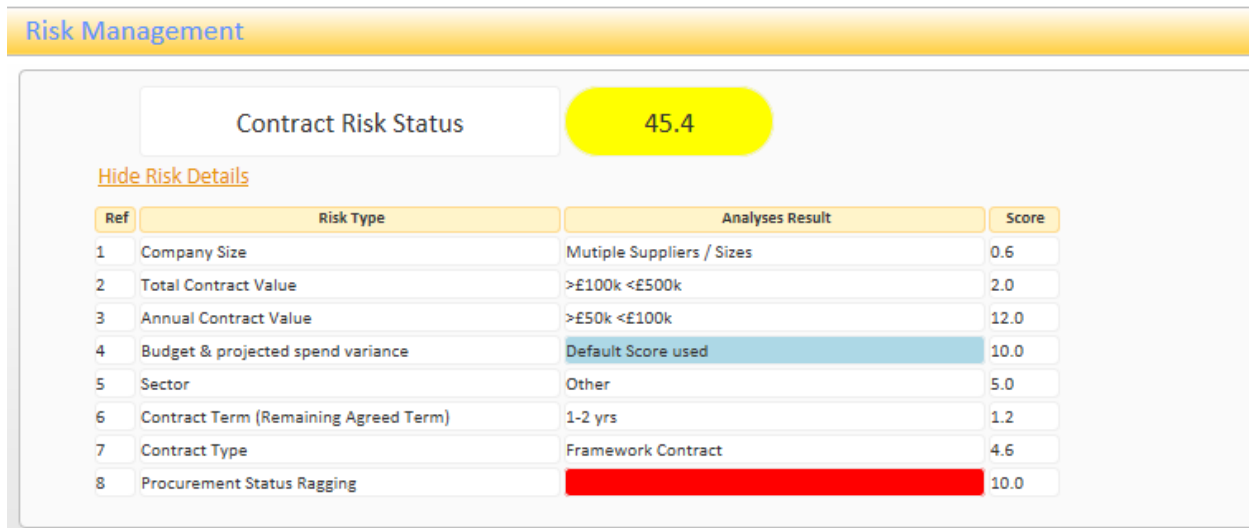 Risk Management
Contract Risk Status 45.4
Hide Risk Details
Ref Risk Type Analyses Result Score
1 Company Size Mutiple Suppliers / Sizes 0.6
2 Total Contract Value >£100k <£500k 2.0
3 Annual Contract Value >£50k <£100k 12.0
4 Budget & projected spend variance Default Score used 10.0
5 Sector Other 5.0
6 Contract Term (Remaining Agreed Term) 1-2 yrs 1.2
7 Contract Type Framework Contract 4.6
8 Procurement Status Ragging 10.0